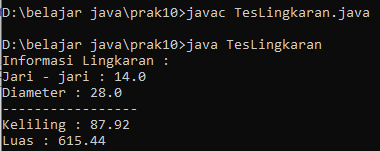 D:\belajar java\prak10>javac TesLingkaran.java
D:\belajar java\prak10>java TesLingkaran
Informasi Lingkaran :
Jari - jari : 14.0
Diameter : 28.0
-----------------
Keliling : 87.92
Luas : 615.44